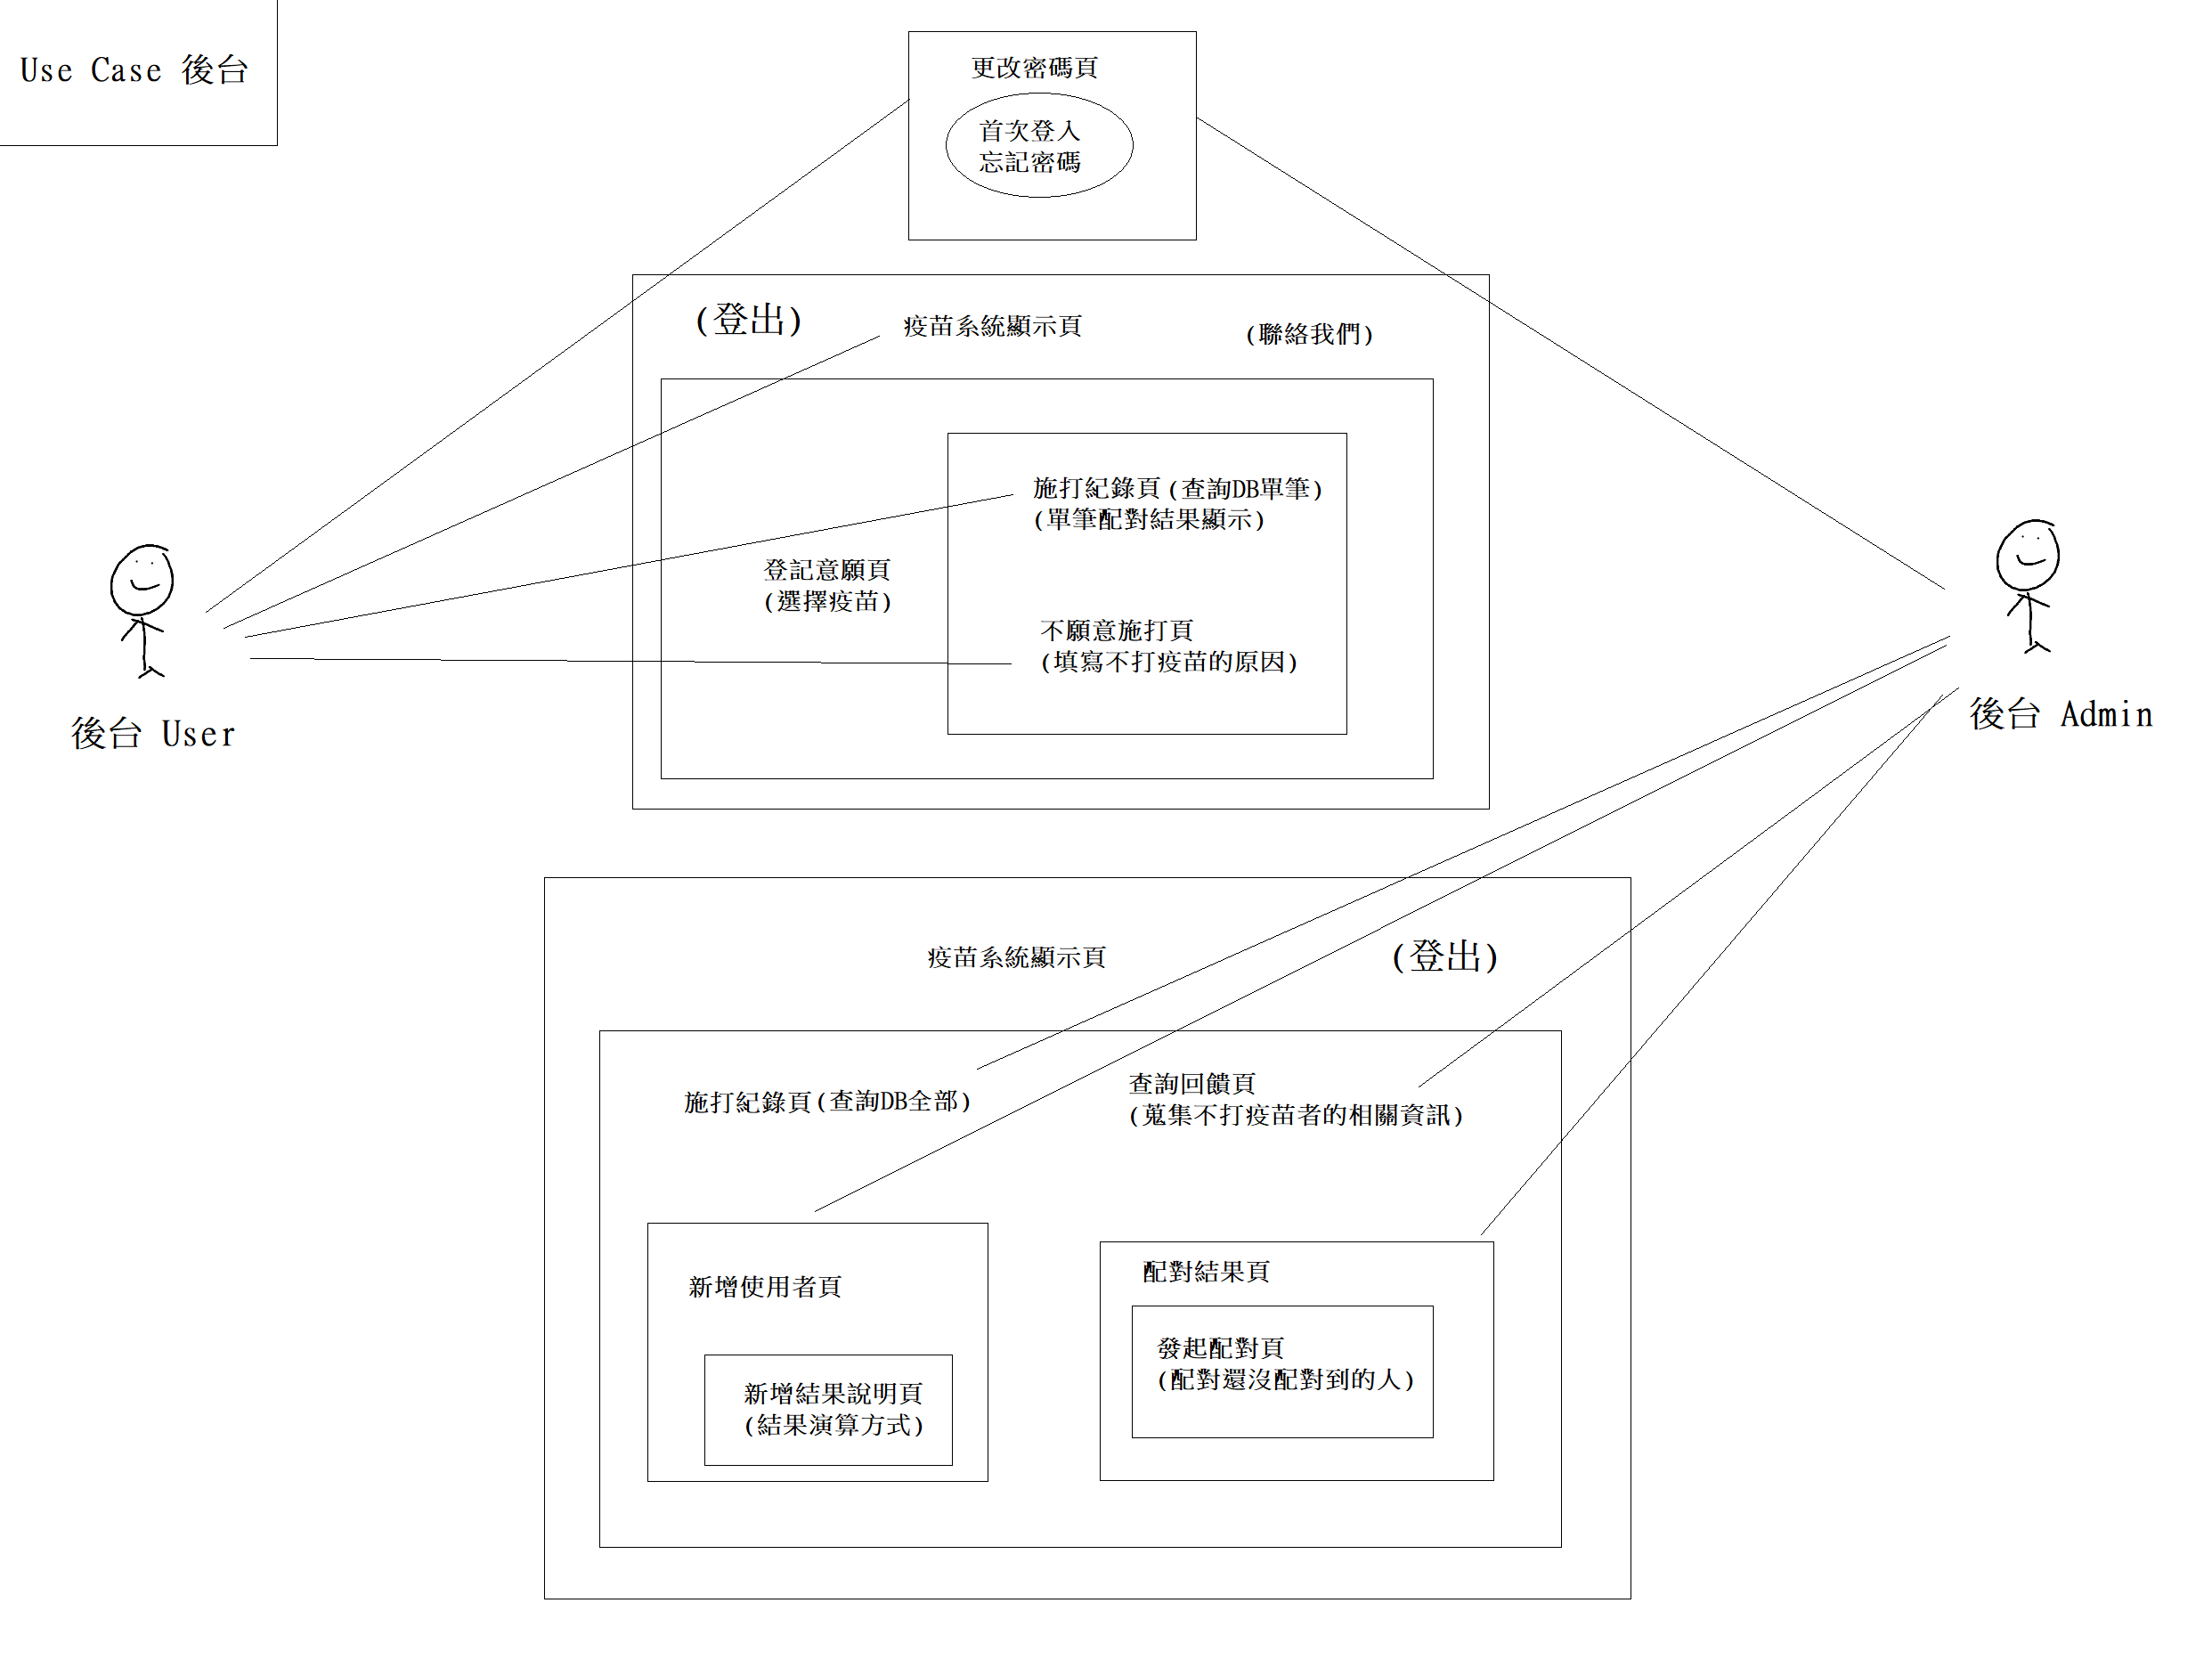 Use Case 後台
更改密碼頁
首次登入
忘記密碼
(登出)
疫苗系統顯示頁
(聯絡我們)
施打紀錄頁(查詢DB單筆)
(單筆配對結果顯示)
登記意願頁
(選擇疫苗)
不願意施打頁
(填寫不打疫苗的原因)
後台 User
後台 Admin
疫苗系統顯示頁
(登出)
施打紀錄頁(查詢DB全部)
查詢回饋頁
(蒐集不打疫苗者的相關資訊)
新增使用者頁
新增結果說明頁
(結果演算方式)
配對結果頁
發起配對頁
(配對還沒配對到的人)